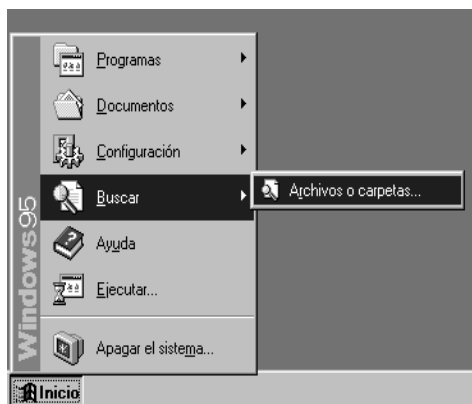 Programas
Documentos
Configuración
Buscar
Archivos o carpetas...
Ayuda
Ejecutar...
Apagar el sistema...
Windows95
Inicio